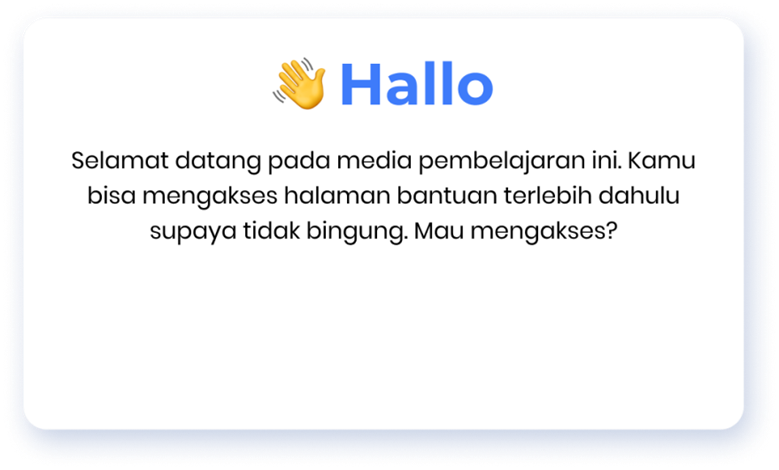 👋 Hallo
Selamat datang pada media pembelajaran ini. Kamu
bisa mengakses halaman bantuan terlebih dahulu
supaya tidak bingung. Mau mengakses?